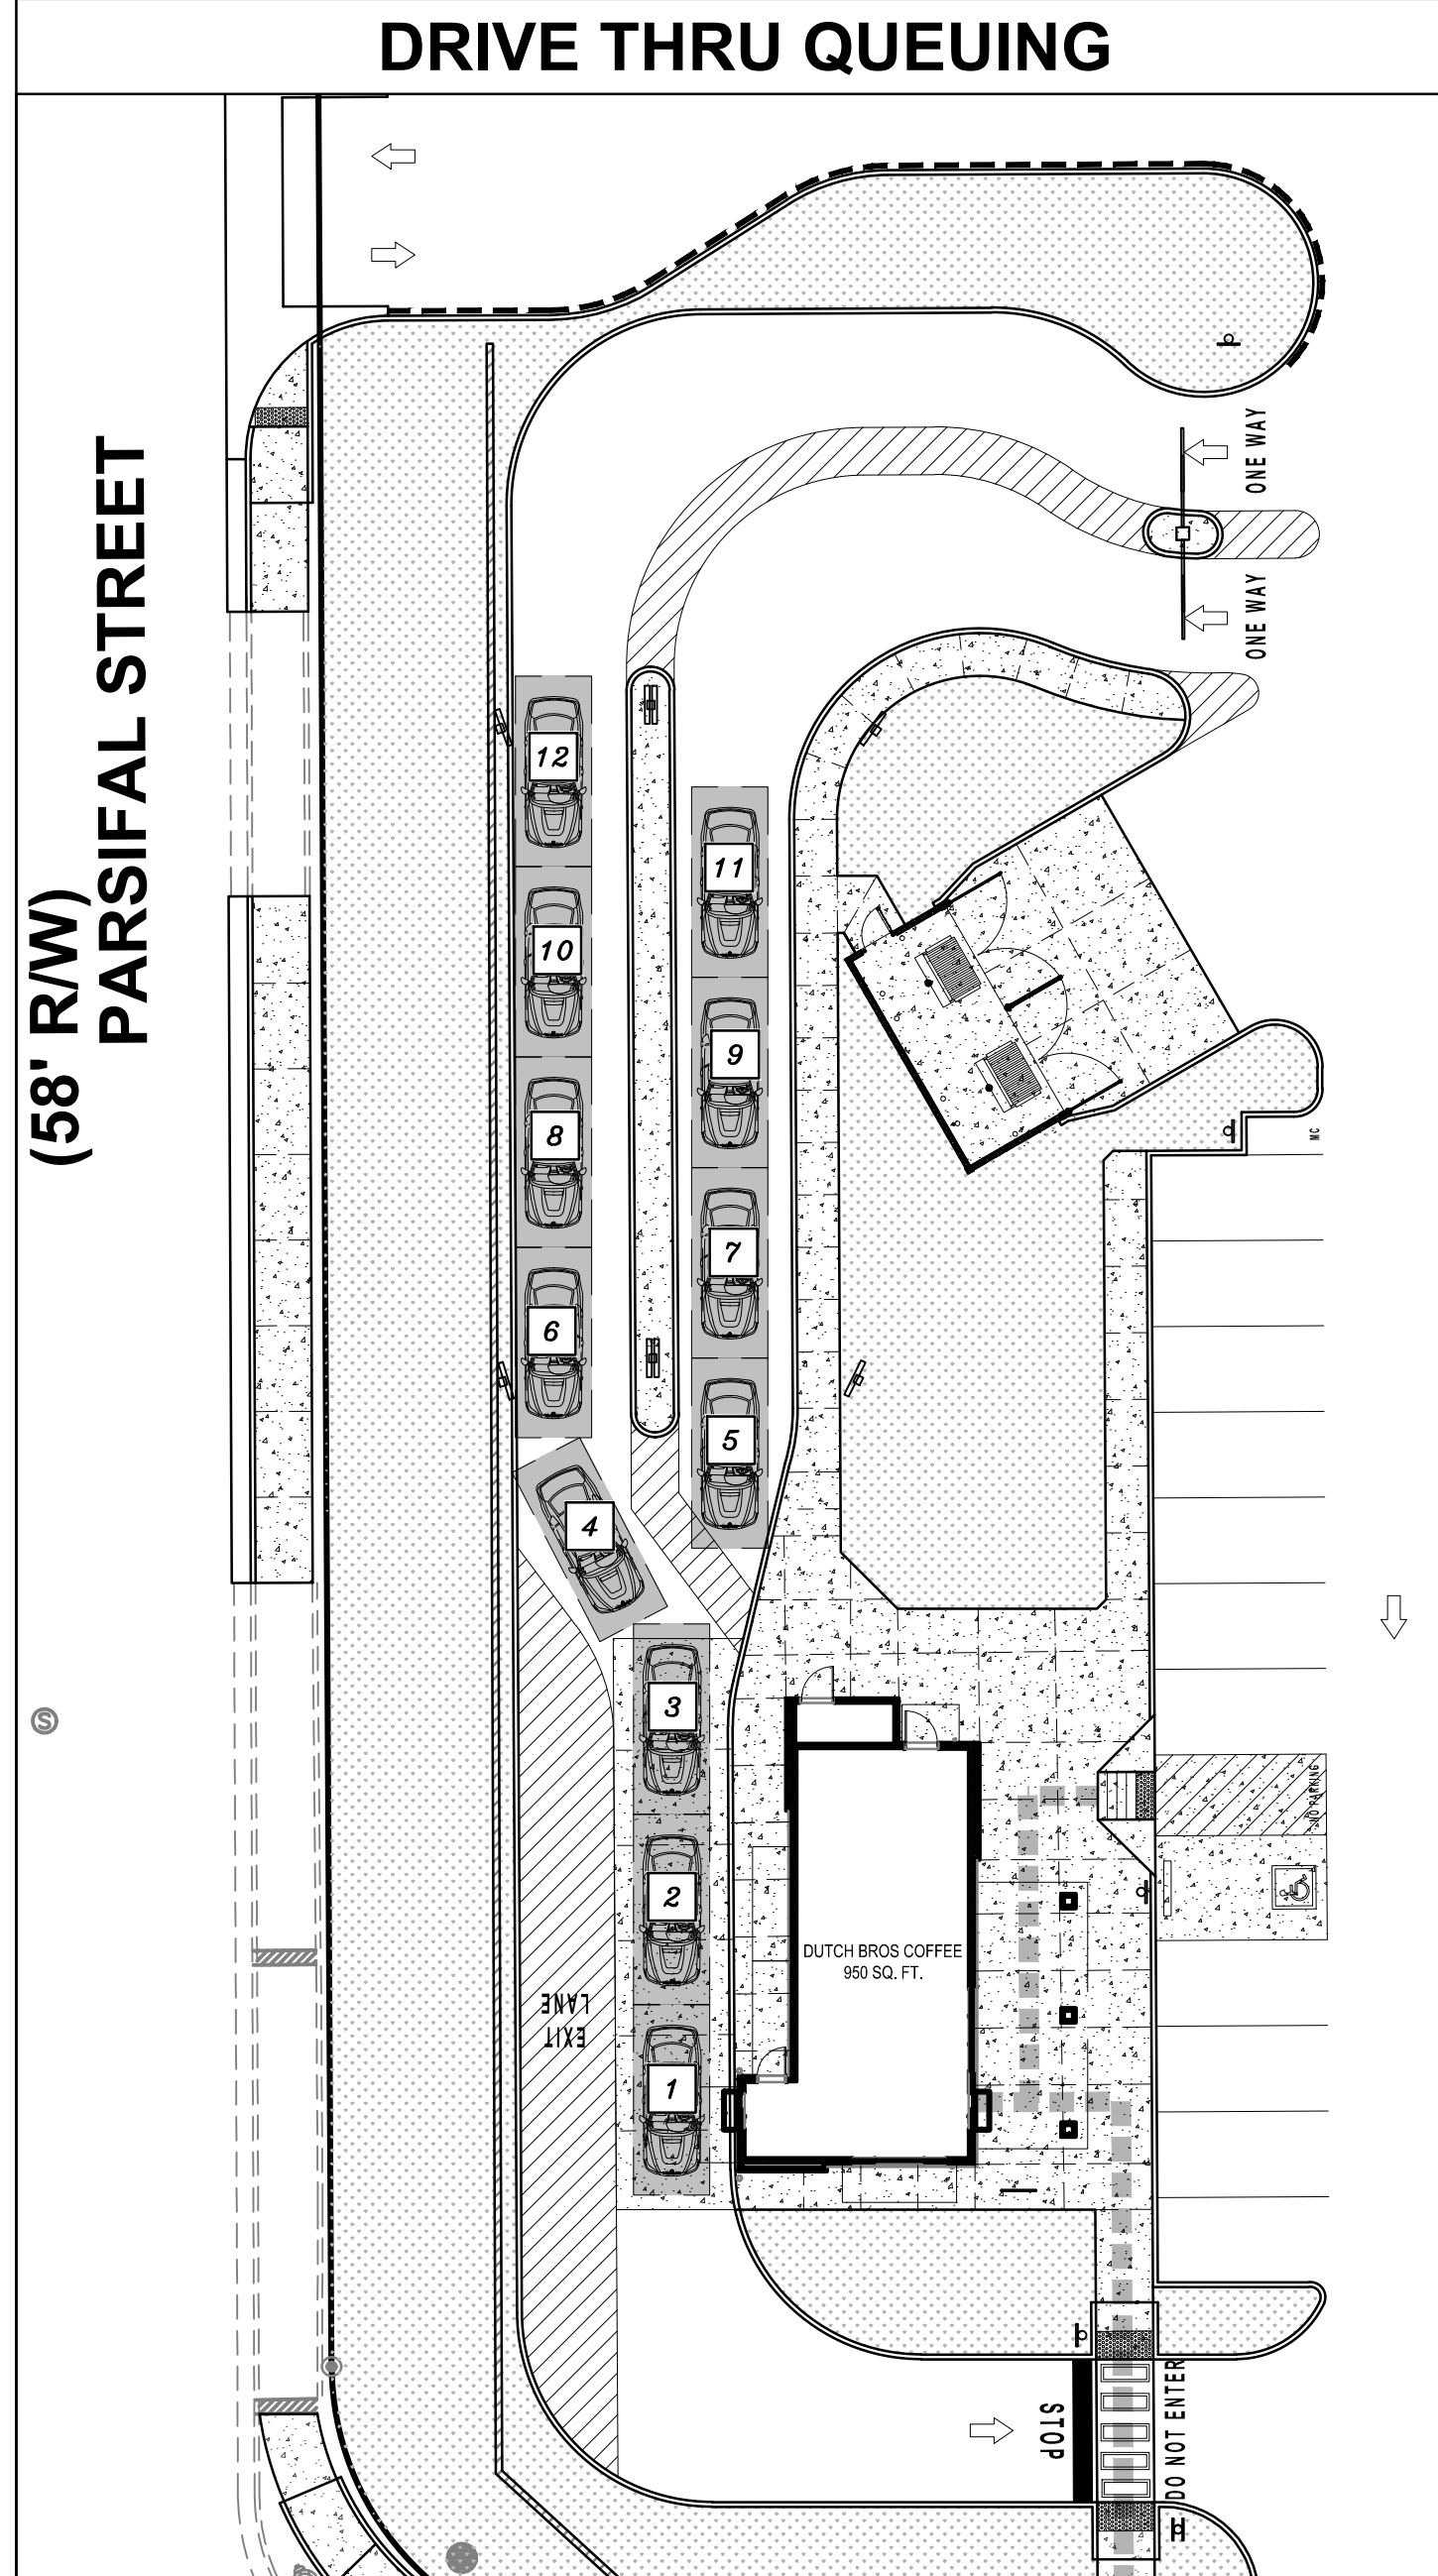 DRIVE THRU QUEUING
(58' R/W)
PARSIFAL STREET
ONE WAY
ONE WAY
12
11
10
9
8
MC
7
6
5
4
3
NO PARKING
2
DUTCH BROS COFFEE
950 SQ. FT.
EXIT
LANE
1
S
STOP
DO NOT ENTER